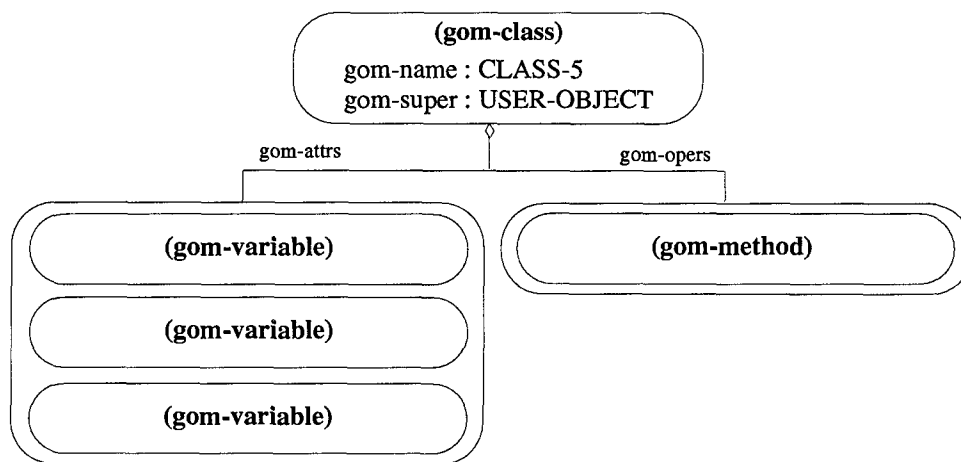 (gom-class)
gom-name : CLASS-5
gom-super : USER-OBJECT
gom-attrs
gom-opers
(gom-variable)
(gom-method)
(gom-variable)
(gom-variable)